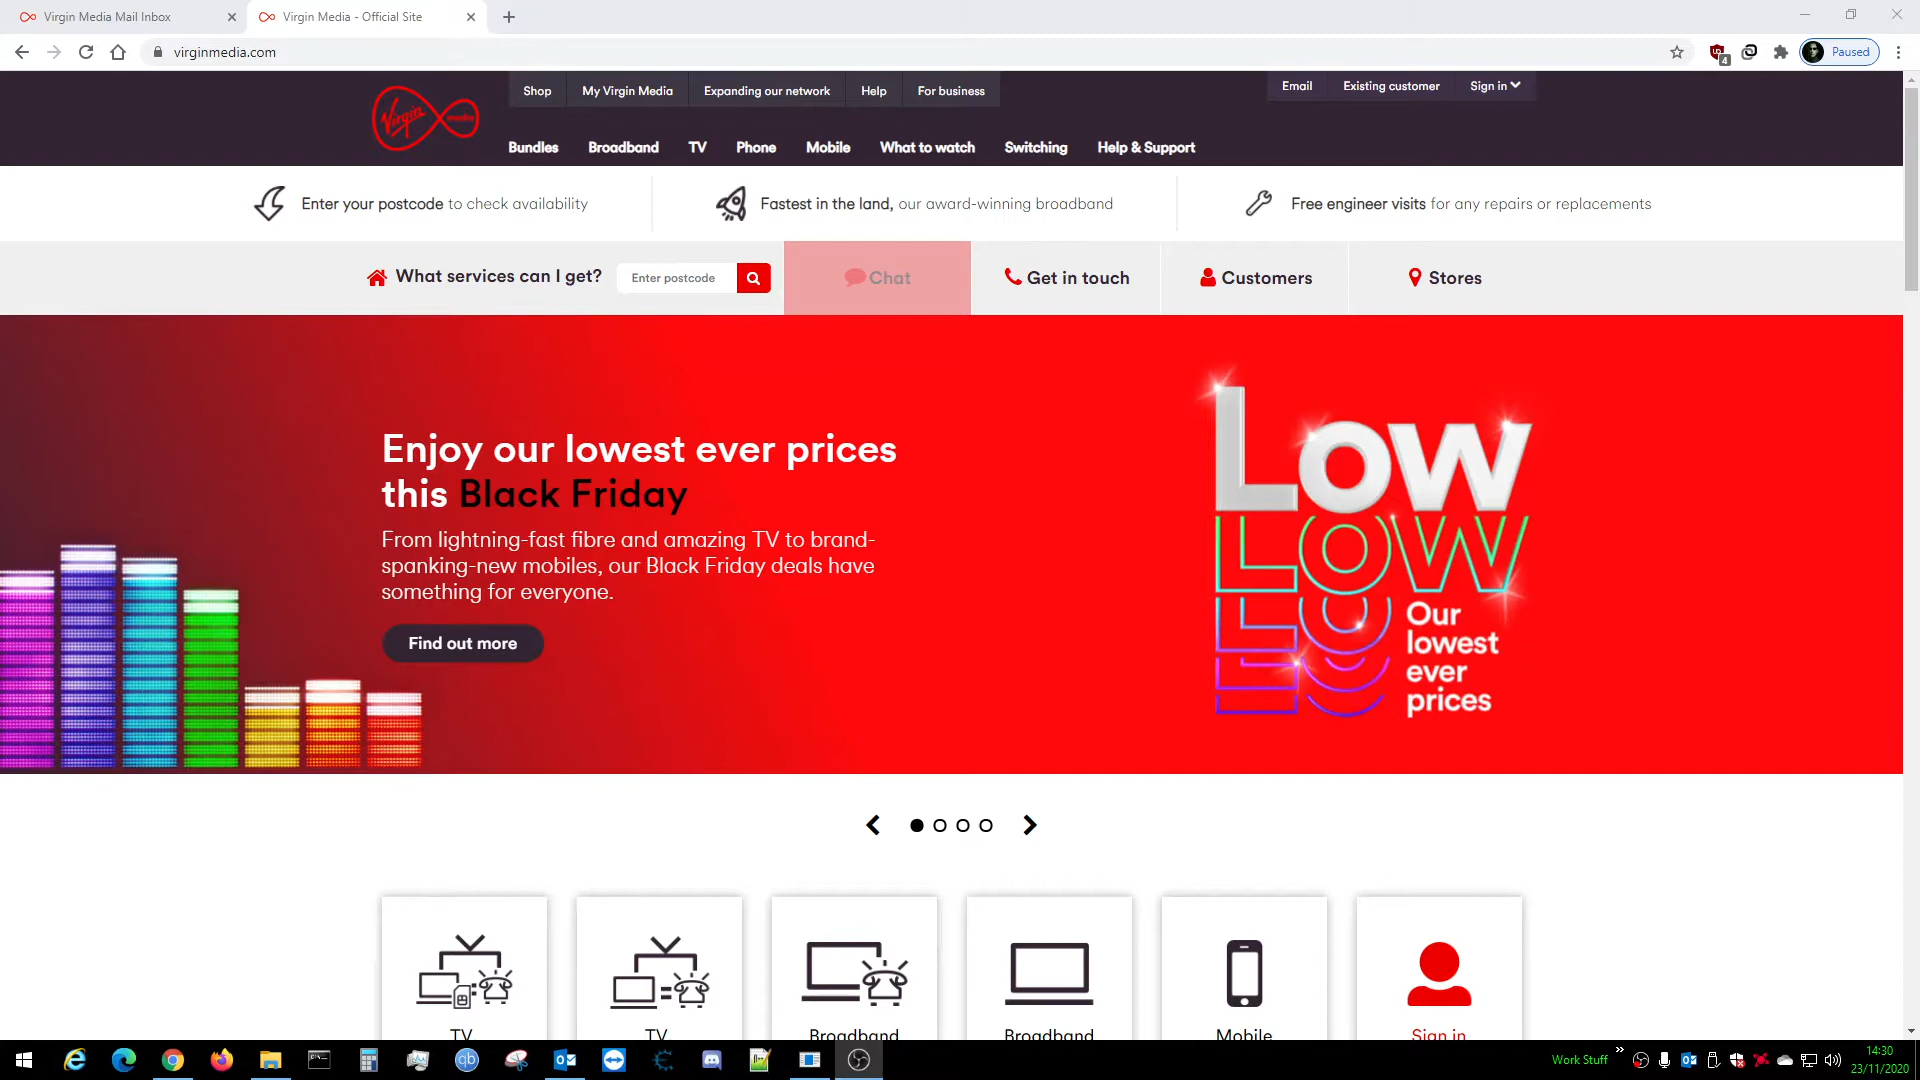 Virgin Media Mail Inbox
Virgin Media - Official Site
virginmedia.com
4
Paused
Virgin media
Shop
My Virgin Media
Expanding our network
Help
For business
Email
Existing customer
Sign in
Bundles
Broadband
TV
Phone
Mobile
What to watch
Switching
Help & Support
Enter your postcode to check availability
Fastest in the land, our award-winning broadband
Free engineer visits for any repairs or replacements
What services can I get?
Enter postcode
Chat
Get in touch
Customers
Stores
Enjoy our lowest ever prices
this Black Friday
From lightning-fast fibre and amazing TV to brand-
spanking-new mobiles, our Black Friday deals have
something for everyone.
Find out more
Low
LOW
Our
lowest
ever
prices
TV
TV
Broadband
Broadband
Mobile
Sign in
qb
Work Stuff
14:30
23/11/2020